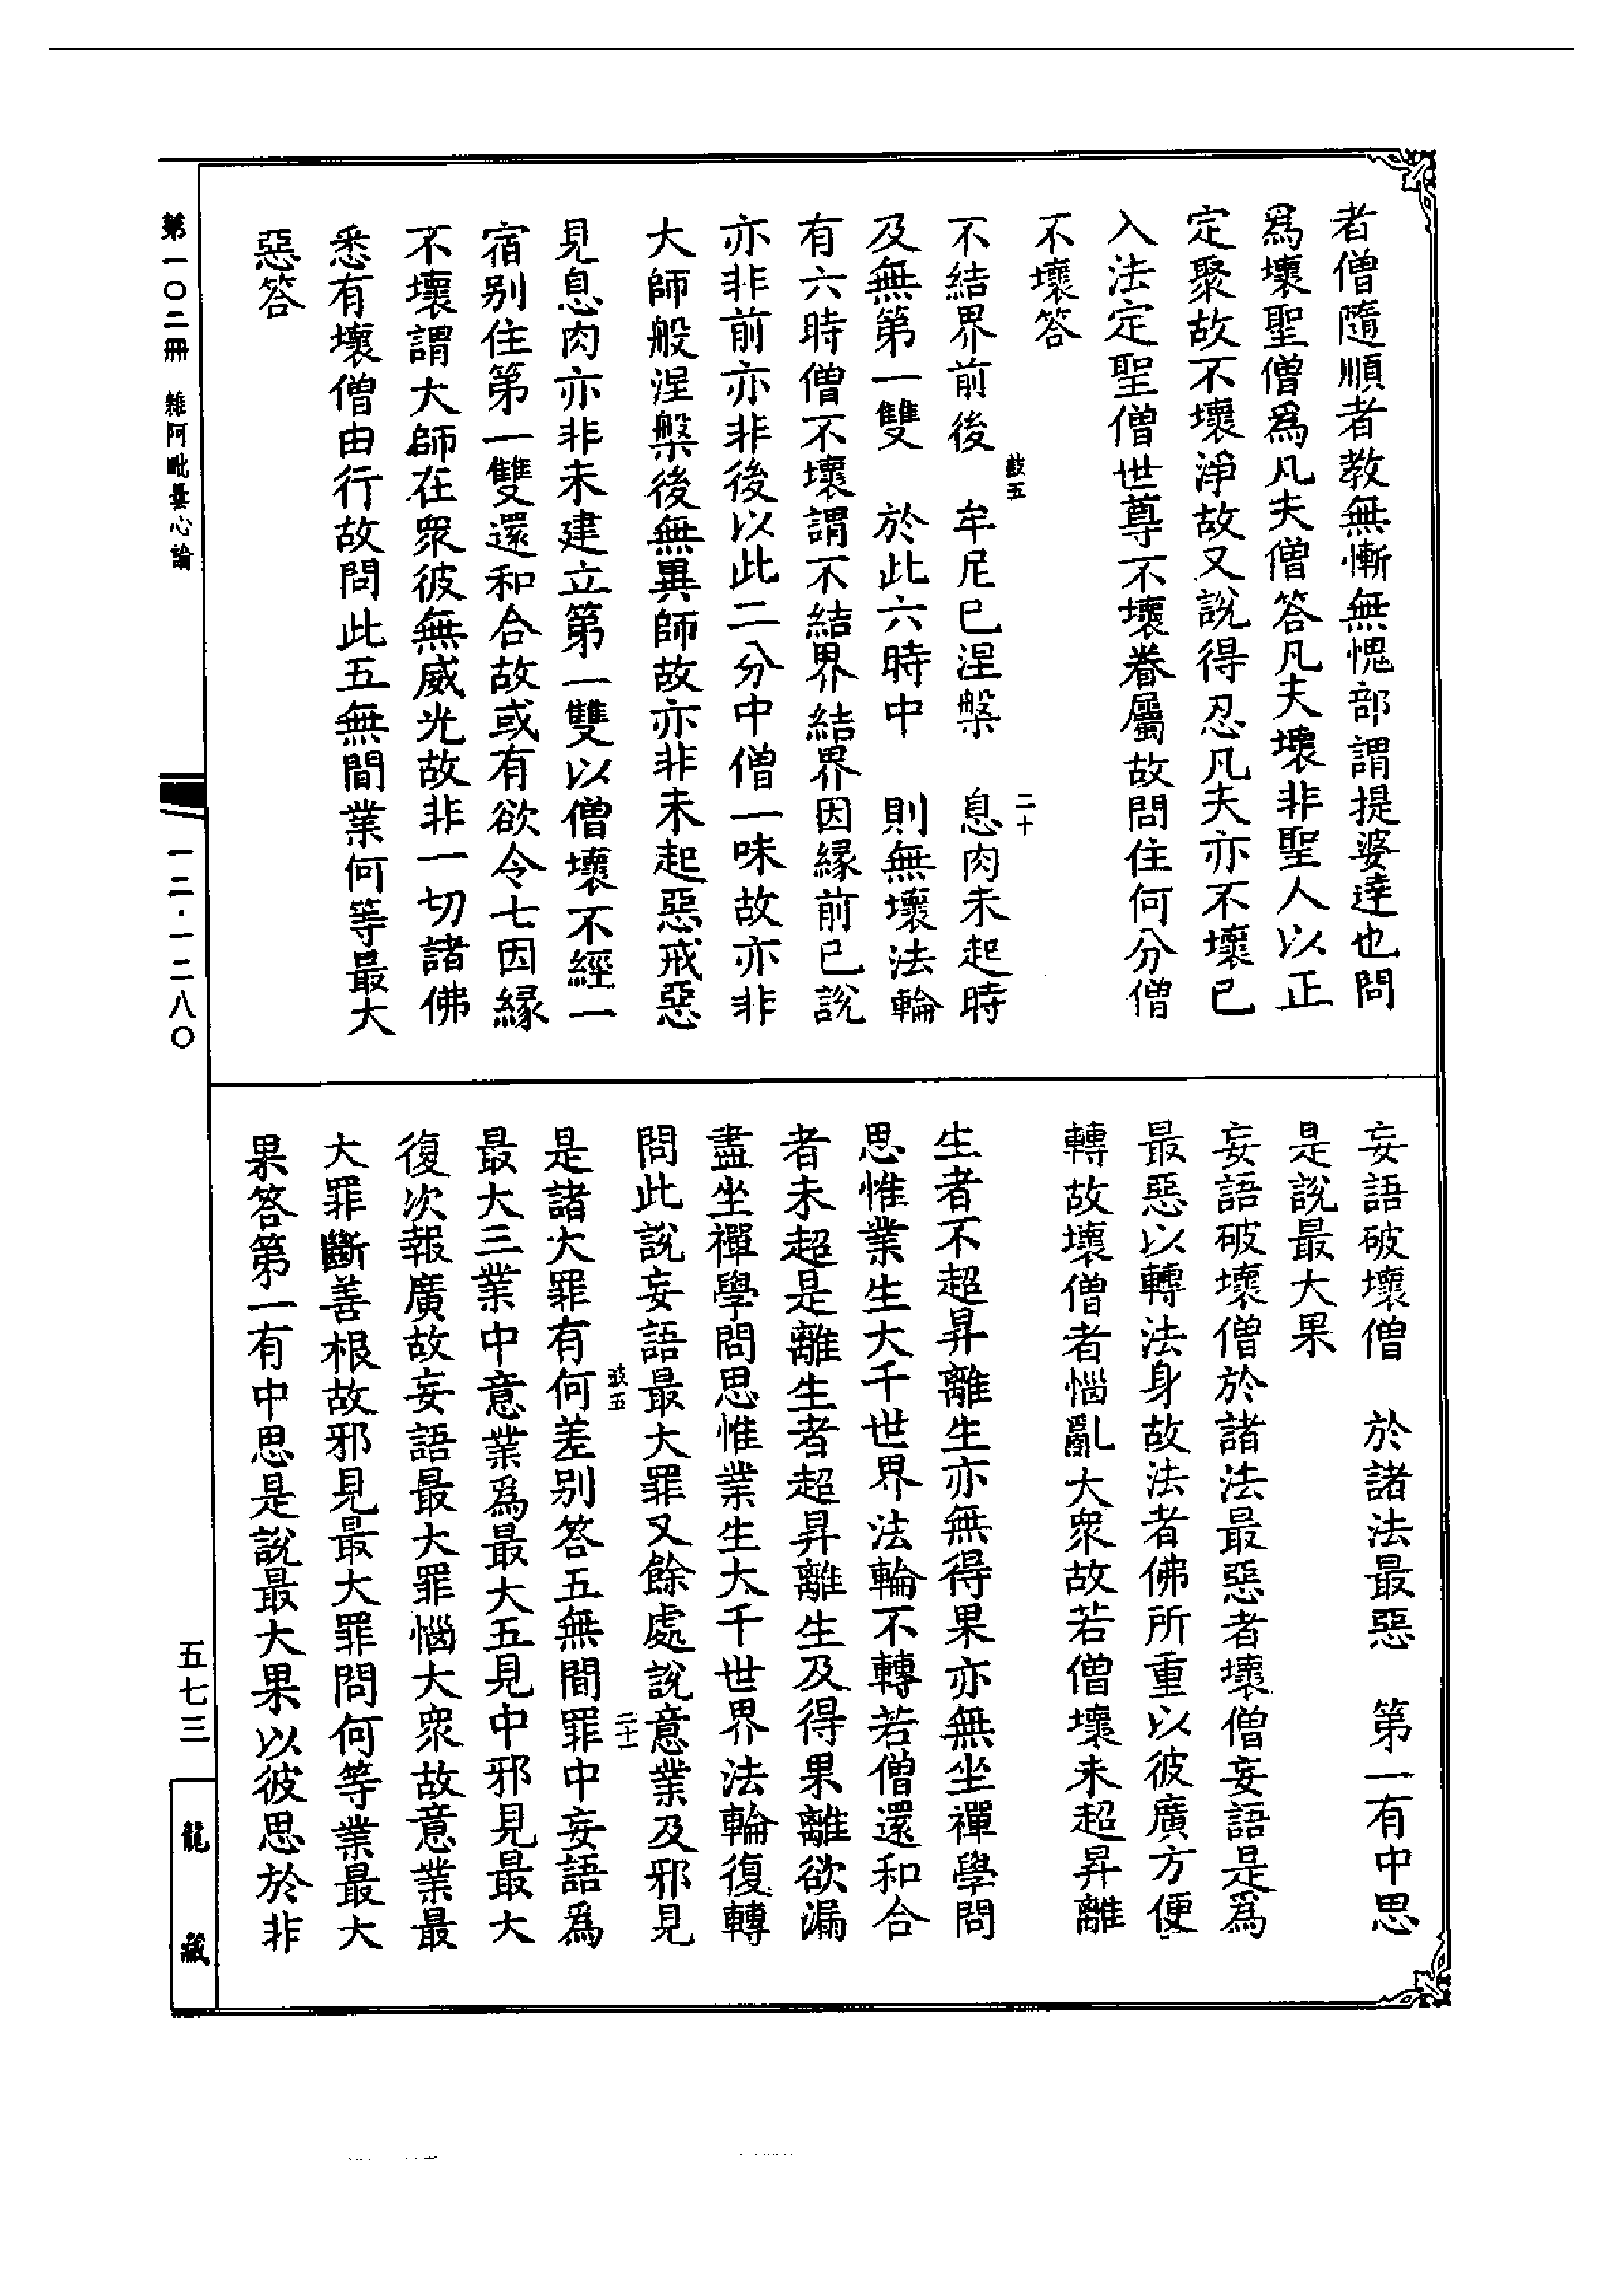 者僧隨順者教無慚無愧部謂提婆達也問
爲壞聖僧爲凡夫僧答凡夫壞非聖人以正
定聚故不壞淨故又說得忍凡夫亦不壞已
入法定聖僧世尊不壞眷屬故問住何分僧
不壞答
不結界前後　牟尼已涅槃　息肉未起時
及無第一雙　於此六時中　則無壞法輪
有六時僧不壞謂不結界結界因緣前已說
亦非前亦非後以此二分中僧一味故亦非
大師般涅槃後無異師故亦非未起惡戒惡
見息肉亦非未建立第一雙以僧壞不經一
宿別住第一雙還和合故或有欲令七因緣
不壞謂大師在衆彼無威光故非一切諸佛
悉有壞僧由行故問此五無間業何等最大
惡答
二十
妄語破壞僧　於諸法最惡　第一有中思
是說最大果
妄語破壞僧於諸法最惡者壞僧妄語是爲
最惡以轉法身故法者佛所重以彼廣方便
轉故壞僧者惱亂大衆故若僧壞未超昇離
生者不超昇離生亦無得果亦無坐禪學問
思惟業生大千世界法輪不轉若僧還和合
者未超是離生者超昇離生及得果離欲漏
盡坐禪學問思惟業生大千世界法輪復轉
問此說妄語最大罪又餘處說意業及邪見
是諸大罪有何差別答五無間罪中妄語爲
最大三業中意業爲最大五見中邪見最大
復次報廣故妄語最大罪惱大衆故意業最
大罪斷善根故邪見最大罪問何等業最大
果答第一有中思是說最大果以彼思於非
二十一
第一〇二冊　雜阿毗曇心論
一二·一二八〇
五七三
龍藏